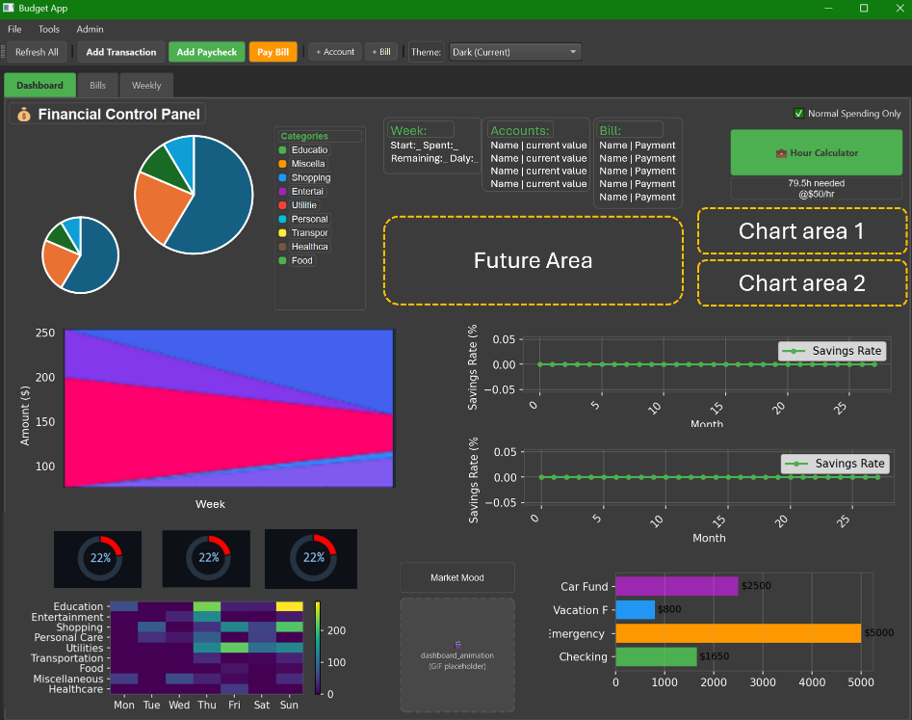 Budget App
File Tools Admin
Refresh All Add Transaction Add Paycheck Pay Bill + Account + Bill Theme: Dark (Current)
Dashboard Bills Weekly
Financial Control Panel
Normal Spending Only
Categories
Educatio
Miscella
Shopping
Entertai
Utilitie
Personal
Transpor
Healthca
Food
Week:
Start:_ Spent:_
Remaining:_ Daly:_
Accounts:
Name | current value
Name | current value
Name | current value
Name | current value
Bill:
Name | Payment
Name | Payment
Name | Payment
Name | Payment
Name | Payment
Hour Calculator
79.5h needed
@$50/hr
Future Area
Chart area 1
Chart area 2
250
200
150
100
Amount ($)
Week
Savings Rate (%
0.05
0.00
−0.05
Savings Rate
0 5 10 15 20 25
Month
Savings Rate (%
0.05
0.00
−0.05
Savings Rate
0 5 10 15 20 25
Month
22% 22% 22%
Education
Entertainment
Shopping
Personal Care
Utilities
Transportation
Food
Miscellaneous
Healthcare
Mon Tue Wed Thu Fri Sat Sun
200
100
0
Market Mood
dashboard_animation
[GIF placeholder]
Car Fund $2500
Vacation F $800
Emergency $5000
Checking $1650
0 1000 2000 3000 4000 5000